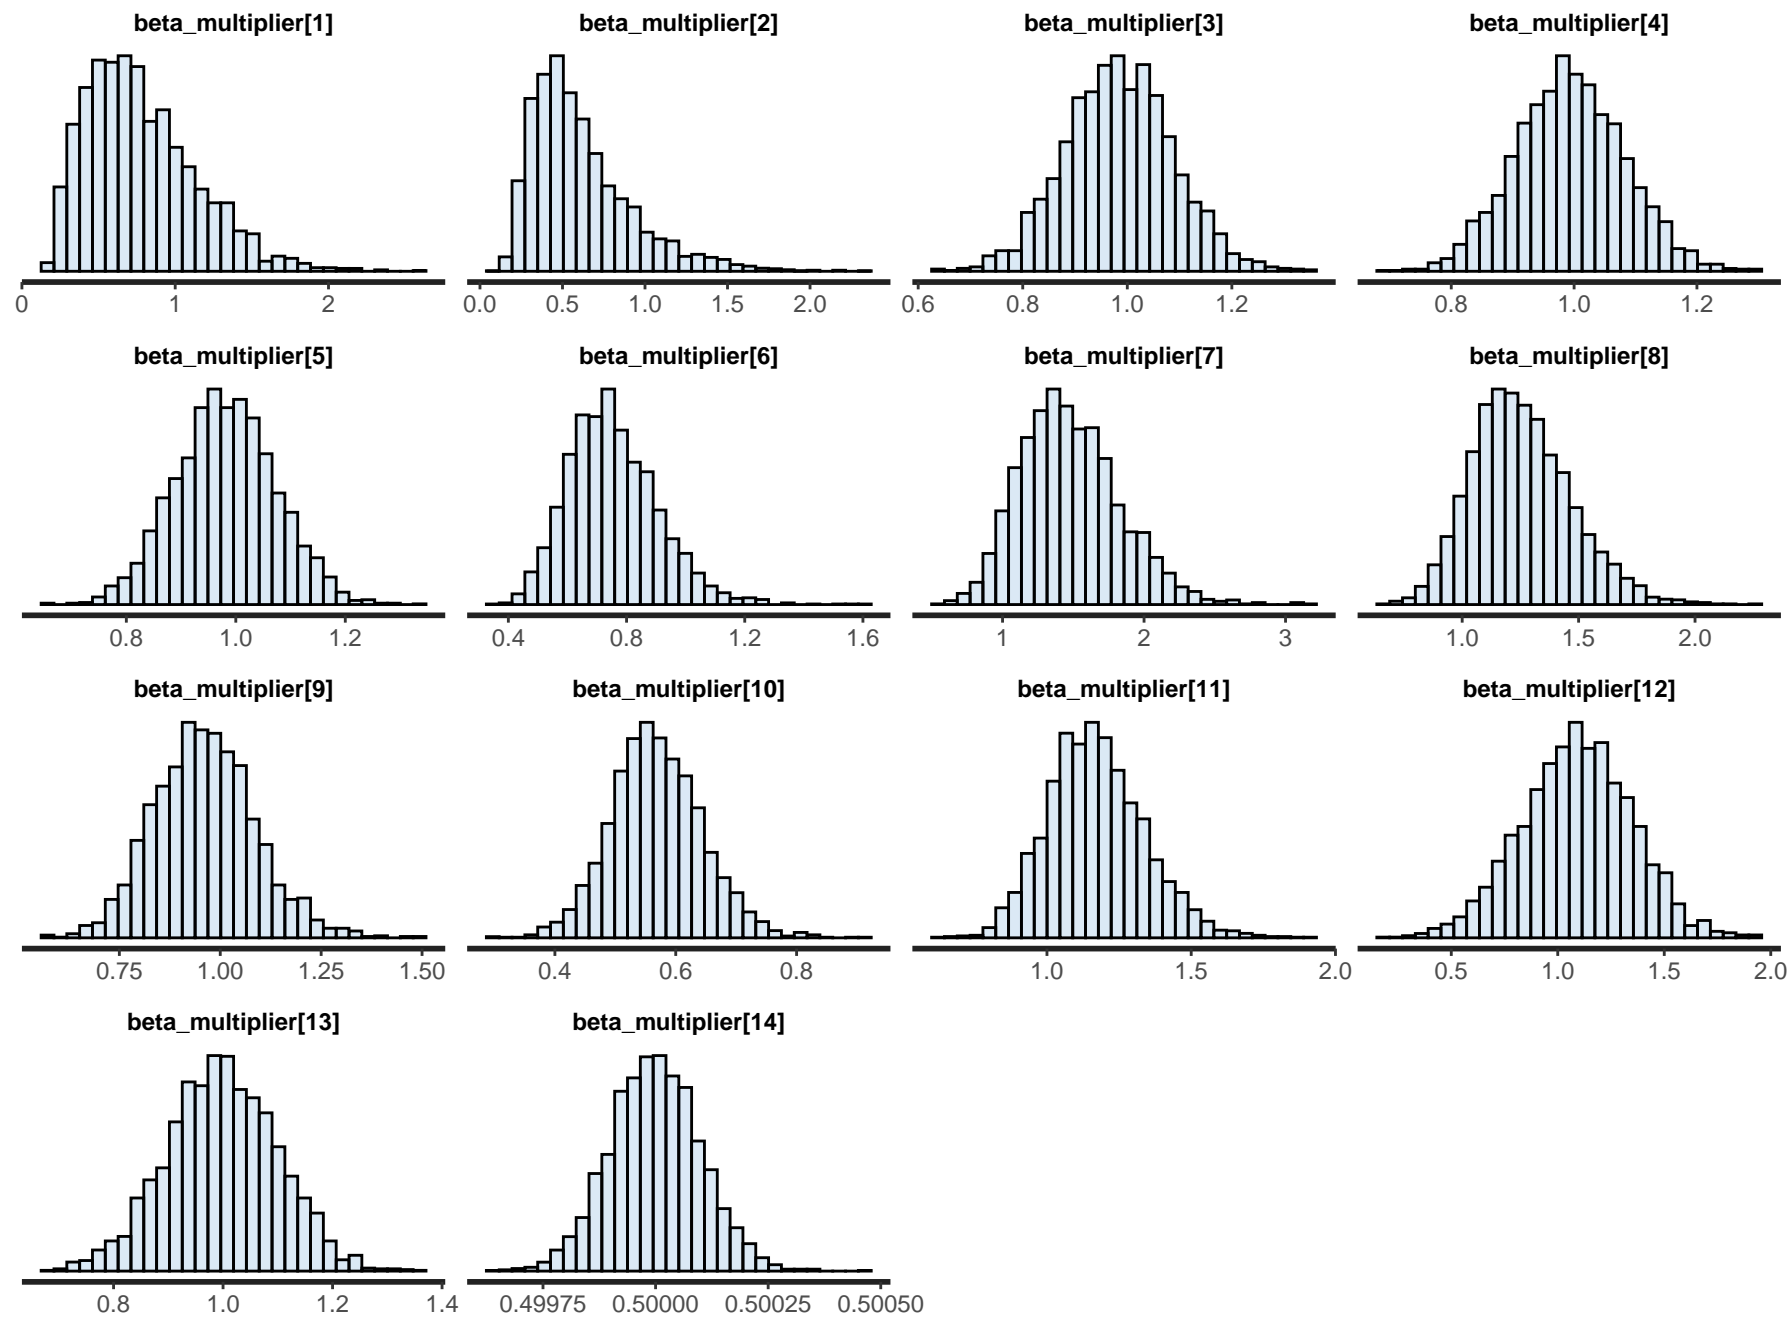 beta_multiplier[1] beta_multiplier[2] beta_multiplier[3] beta_multiplier[4]
0 1 2 0.0 0.5 1.0 1.5 2.0 0.6 0.8 1.0 1.2 0.8 1.0 1.2
beta_multiplier[5] beta_multiplier[6] beta_multiplier[7] beta_multiplier[8]
0.8 1.0 1.2 0.4 0.8 1.2 1.6 1 2 3 1.0 1.5 2.0
beta_multiplier[9] beta_multiplier[10] beta_multiplier[11] beta_multiplier[12]
0.75 1.00 1.25 1.50 0.4 0.6 0.8 1.0 1.5 2.0 0.5 1.0 1.5 2.0
beta_multiplier[13] beta_multiplier[14]
0.8 1.0 1.2 1.4 0.49975 0.50000 0.50025 0.50050